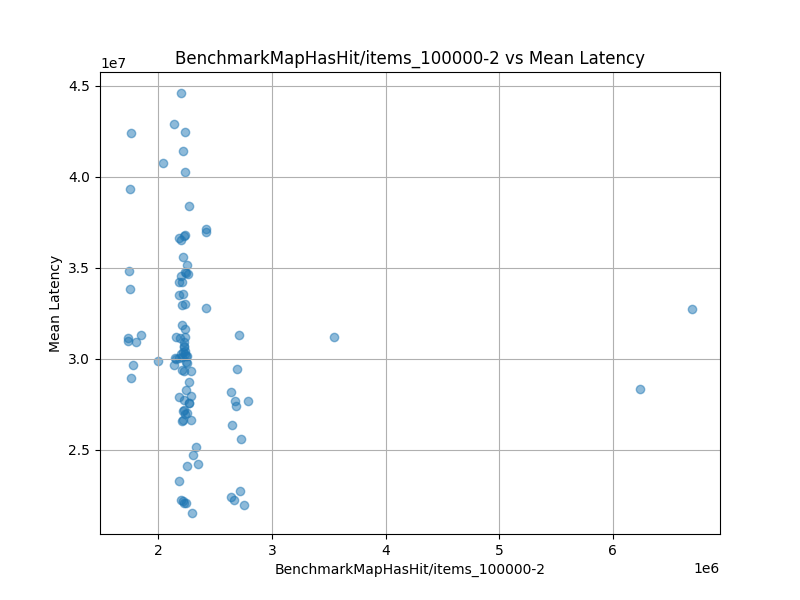 BenchmarkMapHasHit/items_100000-2 vs Mean Latency
1e7
4.5
4.0
3.5
3.0
2.5
Mean Latency
2 3 4 5 6
BenchmarkMapHasHit/items_100000-2
1e6